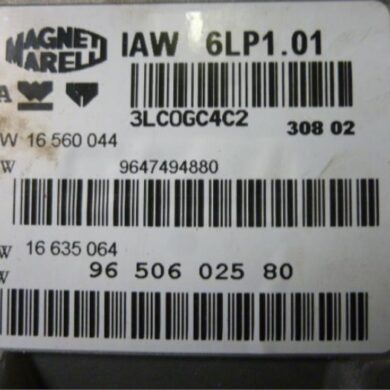 MAGNETI MARELLI IAW 6LP1.01
A
3LC0GC4C2 308 02
W 16 560 044
W 9647494880
W 16 635 064
W 96 506 025 80